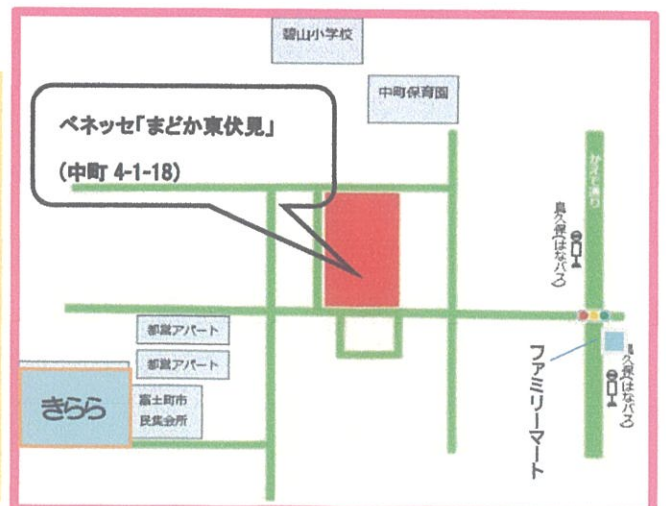 碧山小学校
中町保育園
ベネッセ「まどか東伏見」
(中町 4-1-18)
かえで通り
鳥久保(はなバス)
都営アパート
都営アパート
きらら
富士町市
民集会所
ファミリーマート
鳥久保(はなバス)